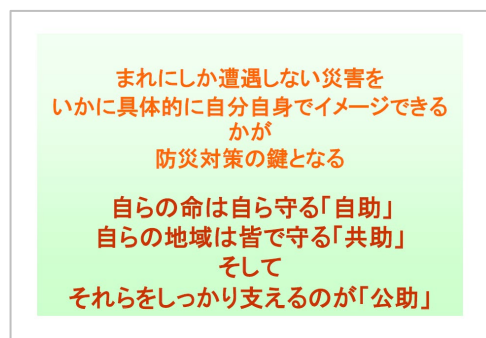 まれにしか遭遇しない災害を
いかに具体的に自分自身でイメージできる
かが
防災対策の鍵となる
自らの命は自ら守る「自助」
自らの地域は皆で守る「共助」
そして
それらをしっかり支えるのが「公助」